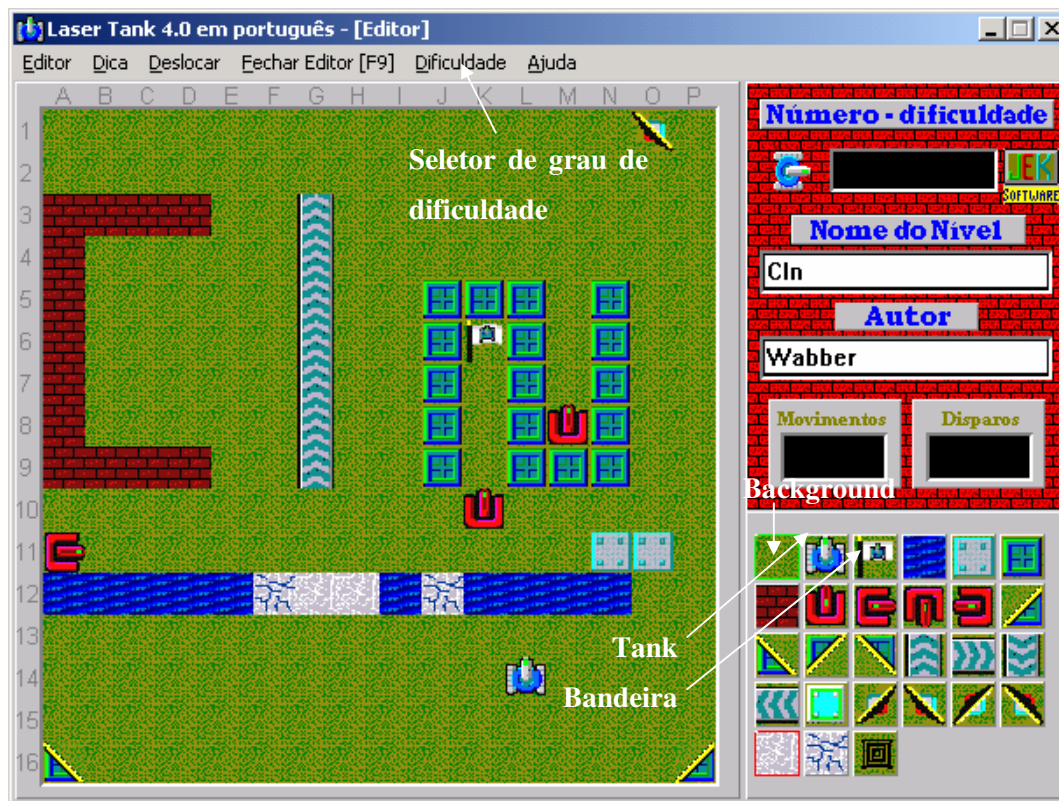 Laser Tank 4.0 em português - [Editor]
Editor Dica Deslocar Fechar Editor [F9] Dificuldade Ajuda
A B C D E F G H I J K L M N O P
1
2
3
4
5
6
7
8
9
10
11
12
13
14
15
16
Seletor de grau de
dificuldade
Tank
Bandeira
Número - dificuldade
JEK
SOFTWARE
Nome do Nível
CIn
Autor
Wabber
Movimentos Disparos
Background